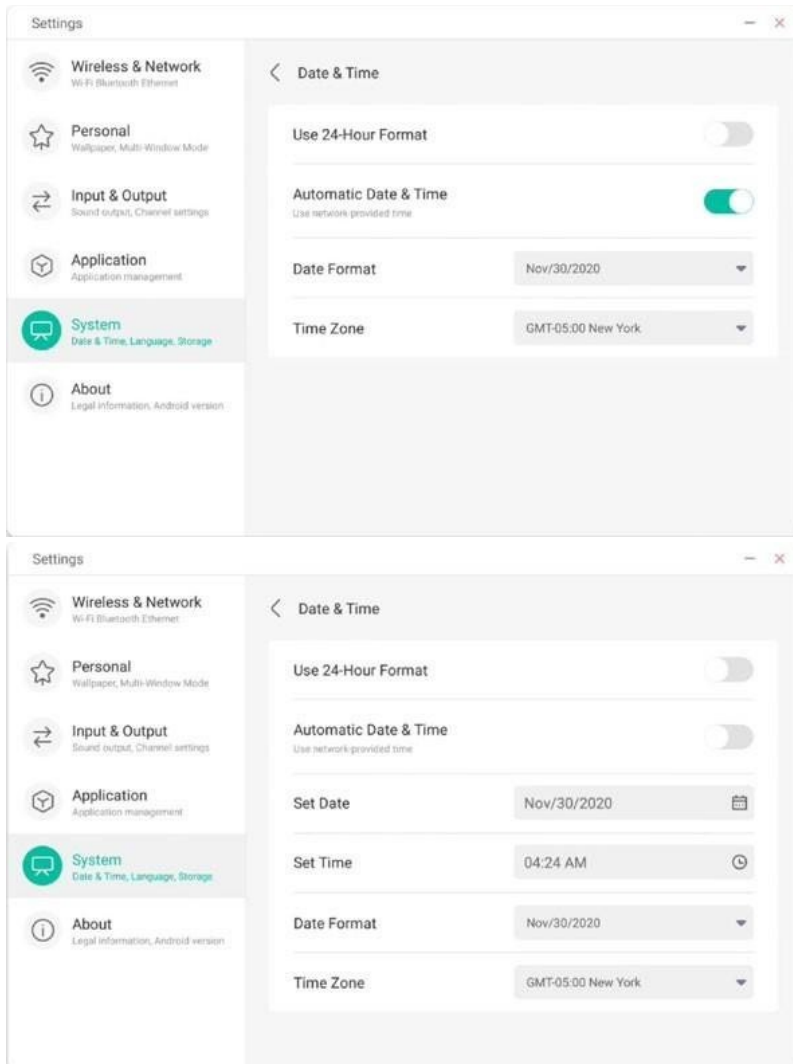 Settings
Wireless & Network
Wi-Fi Bluetooth Ethernet
Personal
Wallpaper, Multi-Window Mode
Input & Output
Sound output, Channel settings
Application
Application management
System
Date & Time, Language, Storage
About
Legal information, Android version
Date & Time
Use 24-Hour Format
Automatic Date & Time
Use network provided time
Date Format
Nov/30/2020
Time Zone
GMT-05:00 New York
Settings
Wireless & Network
Wi-Fi Bluetooth Ethernet
Personal
Wallpaper, Multi-Window Mode
Input & Output
Sound output, Channel settings
Application
Application management
System
Date & Time, Language, Storage
About
Legal information, Android version
Date & Time
Use 24-Hour Format
Automatic Date & Time
Use network-provided time
Set Date
Nov/30/2020
Set Time
04:24 AM
Date Format
Nov/30/2020
Time Zone
GMT-05:00 New York